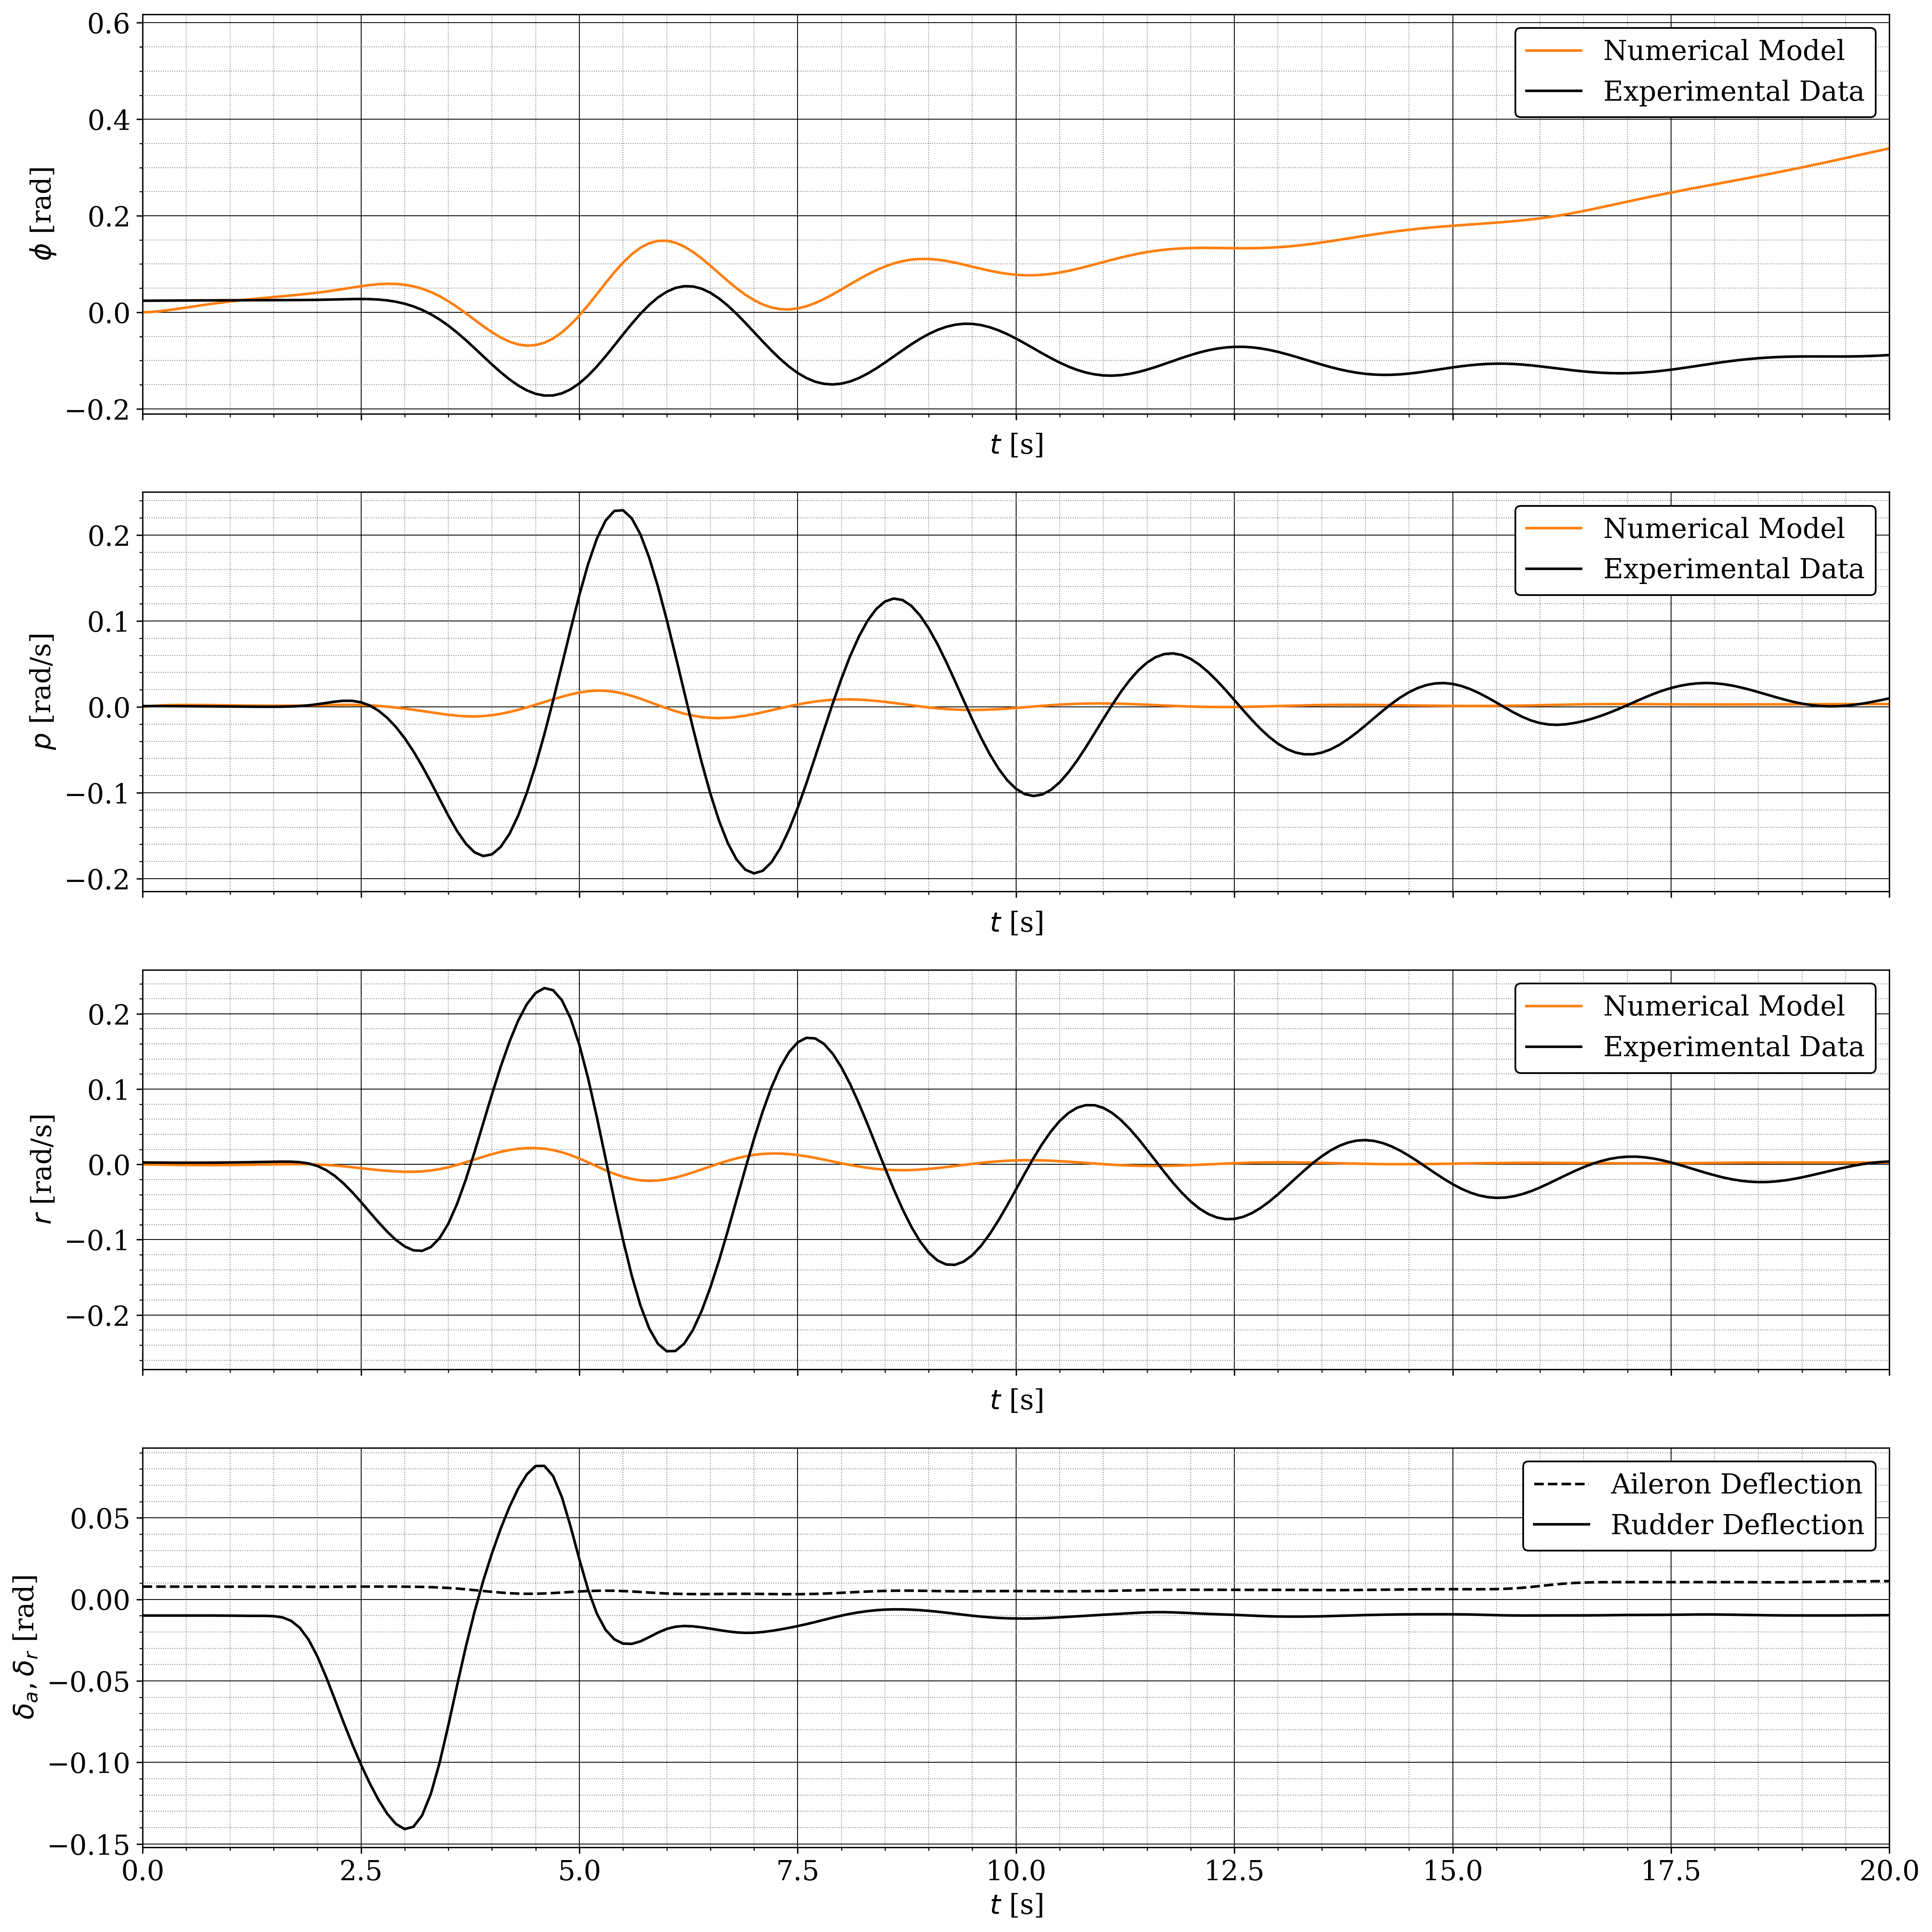 0.6
0.4
0.2
0.0
−0.2
ϕ [rad]
Numerical Model
Experimental Data
t [s]
0.2
0.1
0.0
−0.1
−0.2
p [rad/s]
Numerical Model
Experimental Data
t [s]
0.2
0.1
0.0
−0.1
−0.2
r [rad/s]
Numerical Model
Experimental Data
t [s]
0.05
0.00
−0.05
−0.10
−0.15
δa, δr [rad]
Aileron Deflection
Rudder Deflection
0.0 2.5 5.0 7.5 10.0 12.5 15.0 17.5 20.0
t [s]